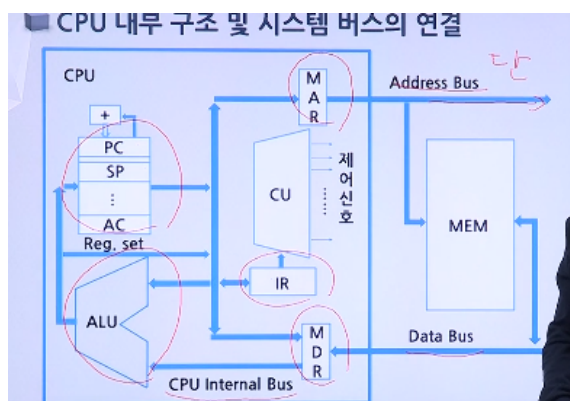 CPU 내부 구조 및 시스템 버스의 연결
단
CPU
M
A
R
Address Bus
+
PC
SP
⋮
AC
Reg. set
CU
제
어
신
호
MEM
IR
ALU
M
D
R
Data Bus
CPU Internal Bus